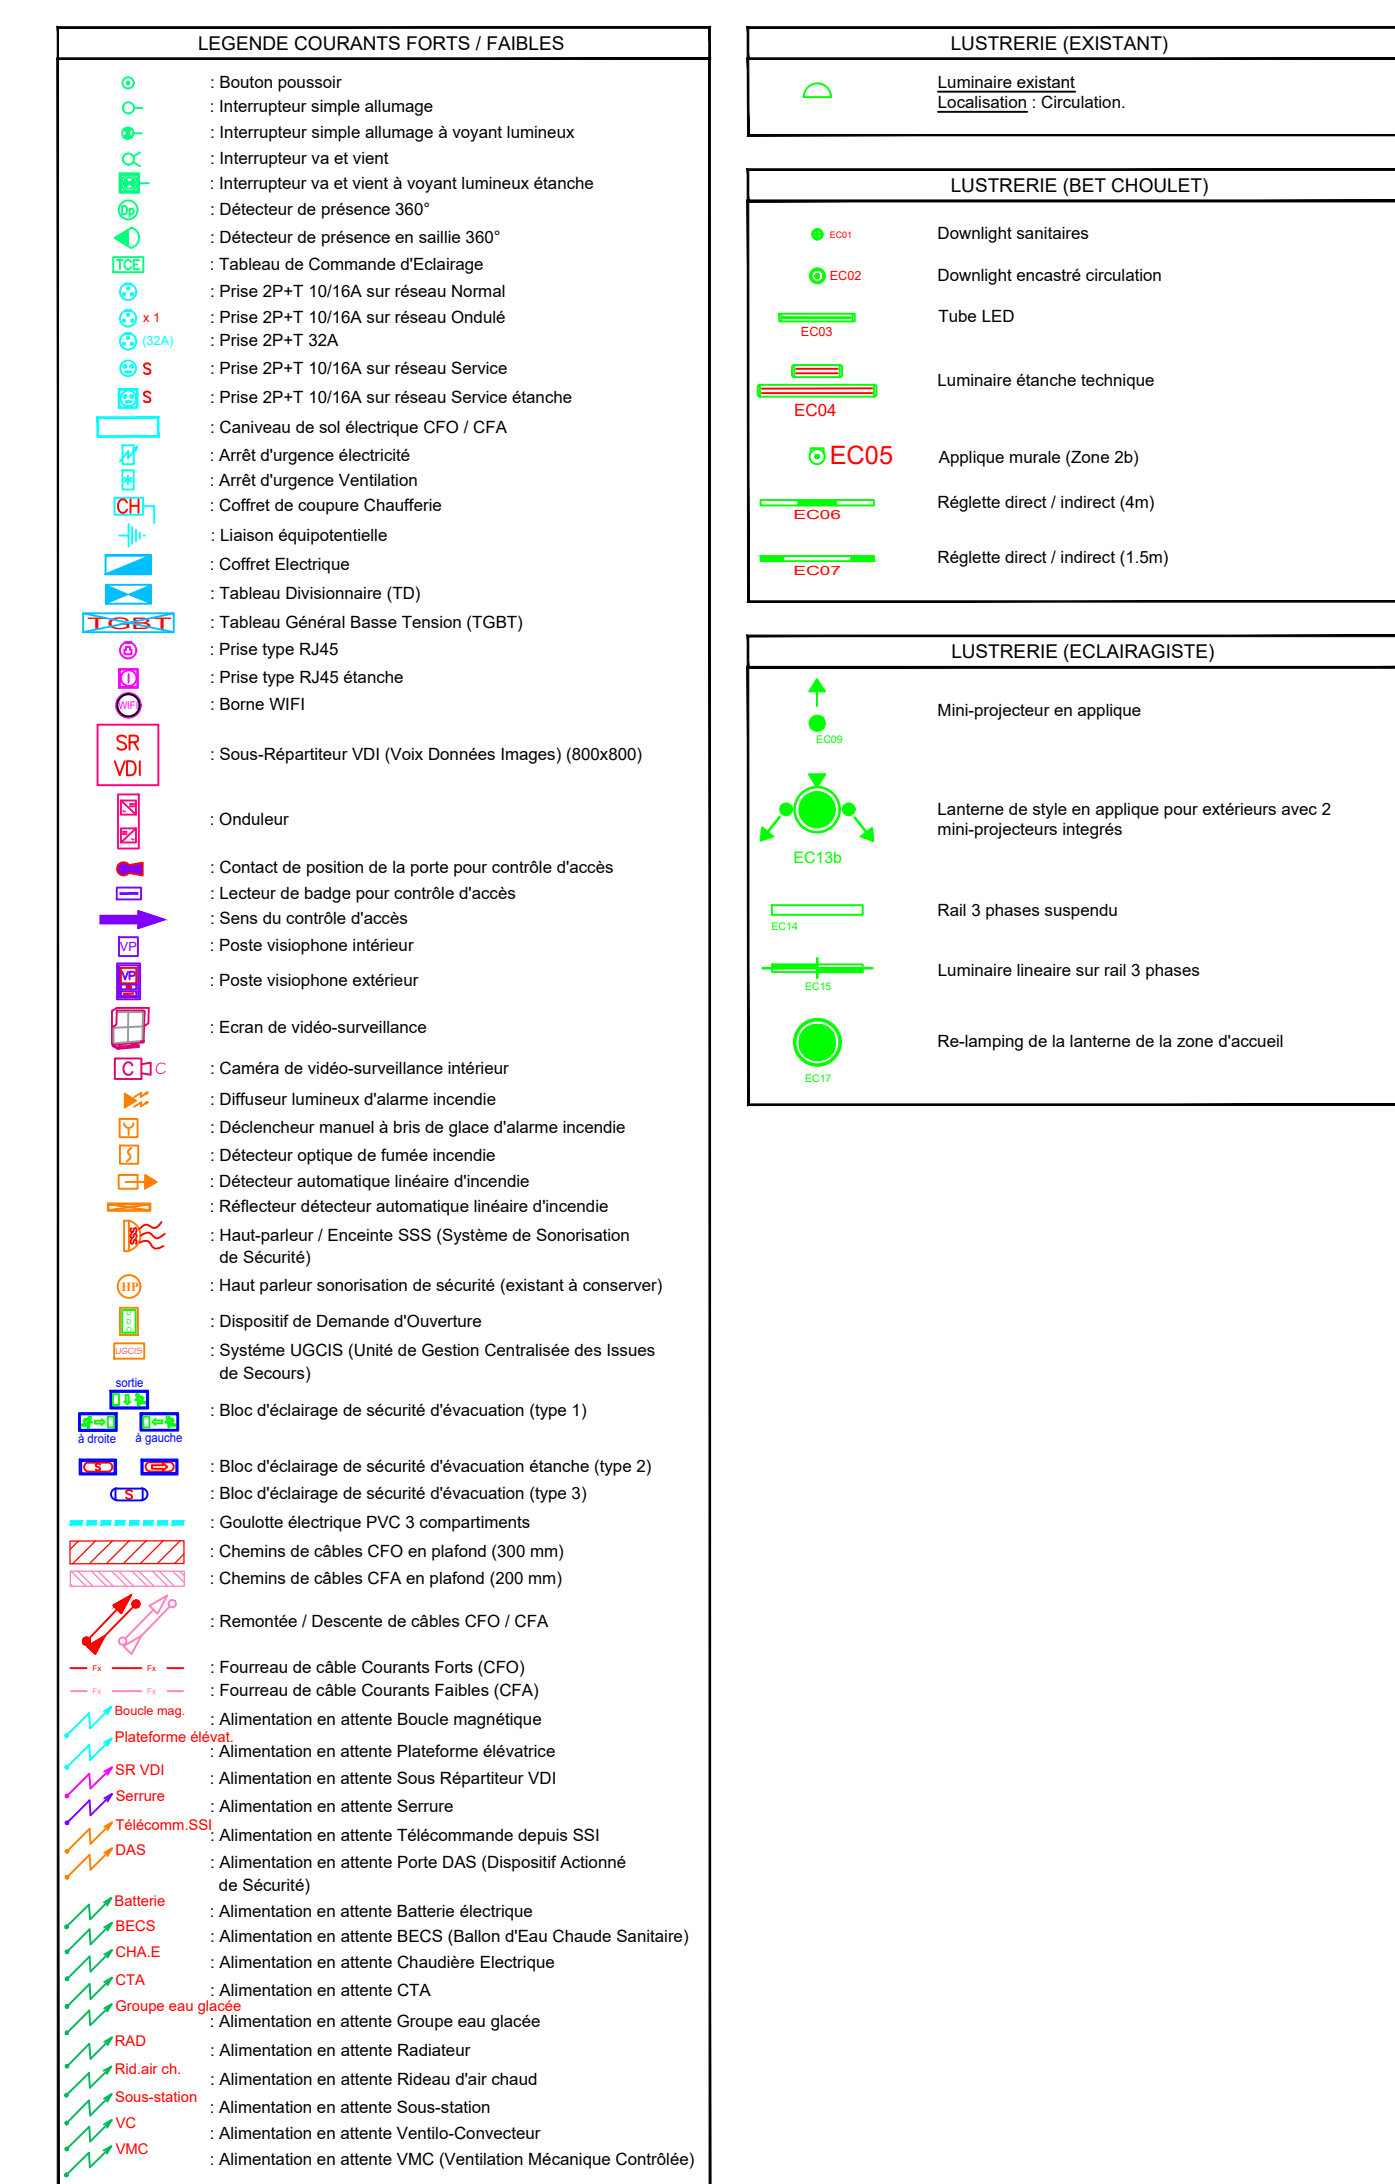 LEGENDE COURANTS FORTS / FAIBLES
: Bouton poussoir
: Interrupteur simple allumage
: Interrupteur simple allumage à voyant lumineux
: Interrupteur va et vient
: Interrupteur va et vient à voyant lumineux étanche
Dp : Détecteur de présence 360°
: Détecteur de présence en saillie 360°
TCE : Tableau de Commande d'Eclairage
: Prise 2P+T 10/16A sur réseau Normal
x 1 : Prise 2P+T 10/16A sur réseau Ondulé
(32A) : Prise 2P+T 32A
S : Prise 2P+T 10/16A sur réseau Service
S : Prise 2P+T 10/16A sur réseau Service étanche
: Caniveau de sol électrique CFO / CFA
: Arrêt d'urgence électricité
: Arrêt d'urgence Ventilation
CH : Coffret de coupure Chaufferie
: Liaison équipotentielle
: Coffret Electrique
: Tableau Divisionnaire (TD)
TGBT : Tableau Général Basse Tension (TGBT)
: Prise type RJ45
: Prise type RJ45 étanche
WIFI : Borne WIFI
SR
VDI
: Sous-Répartiteur VDI (Voix Données Images) (800x800)
: Onduleur
: Contact de position de la porte pour contrôle d'accès
: Lecteur de badge pour contrôle d'accès
: Sens du contrôle d'accès
VP : Poste visiophone intérieur
VP : Poste visiophone extérieur
: Ecran de vidéo-surveillance
C C : Caméra de vidéo-surveillance intérieur
: Diffuseur lumineux d'alarme incendie
: Déclencheur manuel à bris de glace d'alarme incendie
: Détecteur optique de fumée incendie
: Détecteur automatique linéaire d'incendie
: Réflecteur détecteur automatique linéaire d'incendie
SSS : Haut-parleur / Enceinte SSS (Système de Sonorisation
de Sécurité)
HP : Haut parleur sonorisation de sécurité (existant à conserver)
DDO : Dispositif de Demande d'Ouverture
UGCIS : Systéme UGCIS (Unité de Gestion Centralisée des Issues
de Secours)
sortie
: Bloc d'éclairage de sécurité d'évacuation (type 1)
à droite à gauche
S : Bloc d'éclairage de sécurité d'évacuation étanche (type 2)
S : Bloc d'éclairage de sécurité d'évacuation (type 3)
: Goulotte électrique PVC 3 compartiments
: Chemins de câbles CFO en plafond (300 mm)
: Chemins de câbles CFA en plafond (200 mm)
: Remontée / Descente de câbles CFO / CFA
Fx Fx : Fourreau de câble Courants Forts (CFO)
Fx Fx : Fourreau de câble Courants Faibles (CFA)
Boucle mag. : Alimentation en attente Boucle magnétique
Plateforme élévat. : Alimentation en attente Plateforme élévatrice
SR VDI : Alimentation en attente Sous Répartiteur VDI
Serrure : Alimentation en attente Serrure
Télécomm.SSI : Alimentation en attente Télécommande depuis SSI
DAS : Alimentation en attente Porte DAS (Dispositif Actionné
de Sécurité)
Batterie : Alimentation en attente Batterie électrique
BECS : Alimentation en attente BECS (Ballon d'Eau Chaude Sanitaire)
CHA.E : Alimentation en attente Chaudière Electrique
CTA : Alimentation en attente CTA
Groupe eau glacée : Alimentation en attente Groupe eau glacée
RAD : Alimentation en attente Radiateur
Rid.air ch. : Alimentation en attente Rideau d'air chaud
Sous-station : Alimentation en attente Sous-station
VC : Alimentation en attente Ventilo-Convecteur
VMC : Alimentation en attente VMC (Ventilation Mécanique Contrôlée)
LUSTRERIE (EXISTANT)
Luminaire existant
Localisation : Circulation.
LUSTRERIE (BET CHOULET)
EC01 Downlight sanitaires
EC02 Downlight encastré circulation
Tube LED
EC03
Luminaire étanche technique
EC04
EC05 Applique murale (Zone 2b)
Réglette direct / indirect (4m)
EC06
Réglette direct / indirect (1.5m)
EC07
LUSTRERIE (ECLAIRAGISTE)
Mini-projecteur en applique
EC09
Lanterne de style en applique pour extérieurs avec 2
mini-projecteurs integrés
EC13b
Rail 3 phases suspendu
EC14
Luminaire lineaire sur rail 3 phases
EC15
Re-lamping de la lanterne de la zone d'accueil
EC17